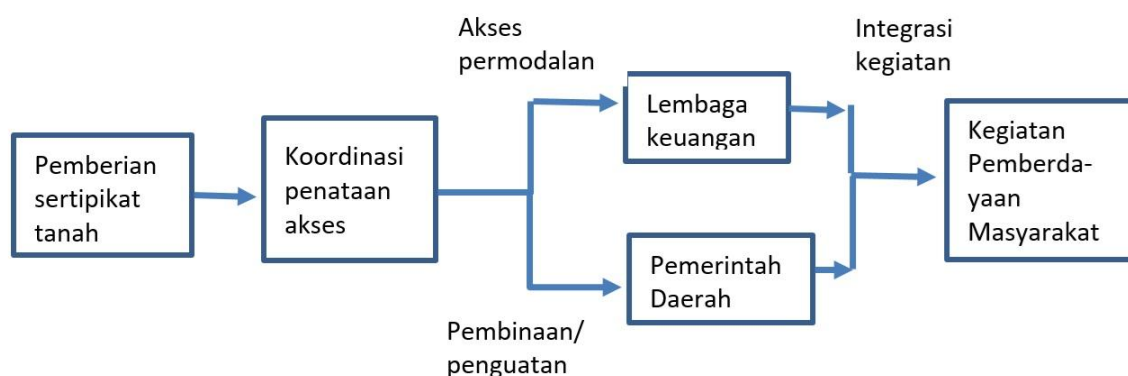 Pemberian
sertipikat
tanah
Koordinasi
penataan
akses
Akses
permodalan
Lembaga
keuangan
Pembinaan/
penguatan
Pemerintah
Daerah
Integrasi
kegiatan
Kegiatan
Pemberda-
yaan
Masyarakat